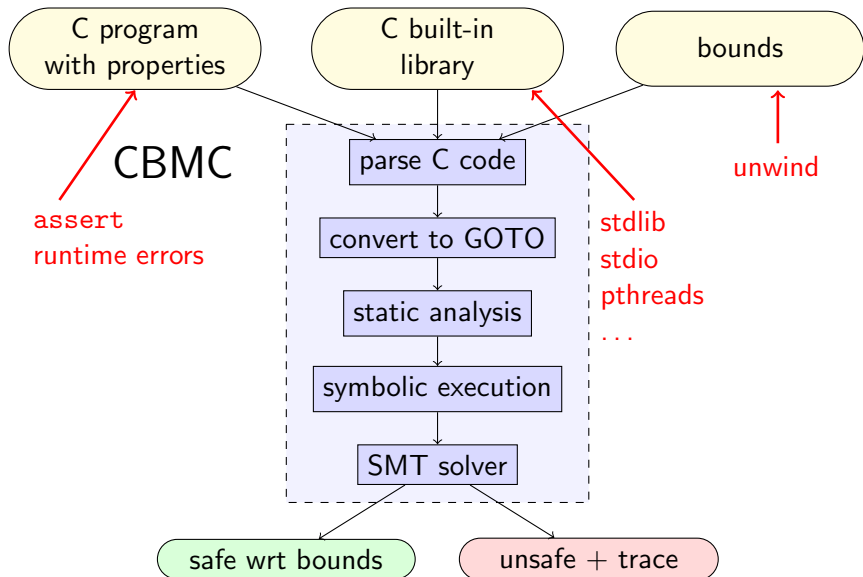 C program
with properties
C built-in
library
bounds
CBMC
parse C code
unwind
assert
runtime errors
convert to GOTO
stdlib
stdio
pthreads
...
static analysis
symbolic execution
SMT solver
safe wrt bounds
unsafe + trace